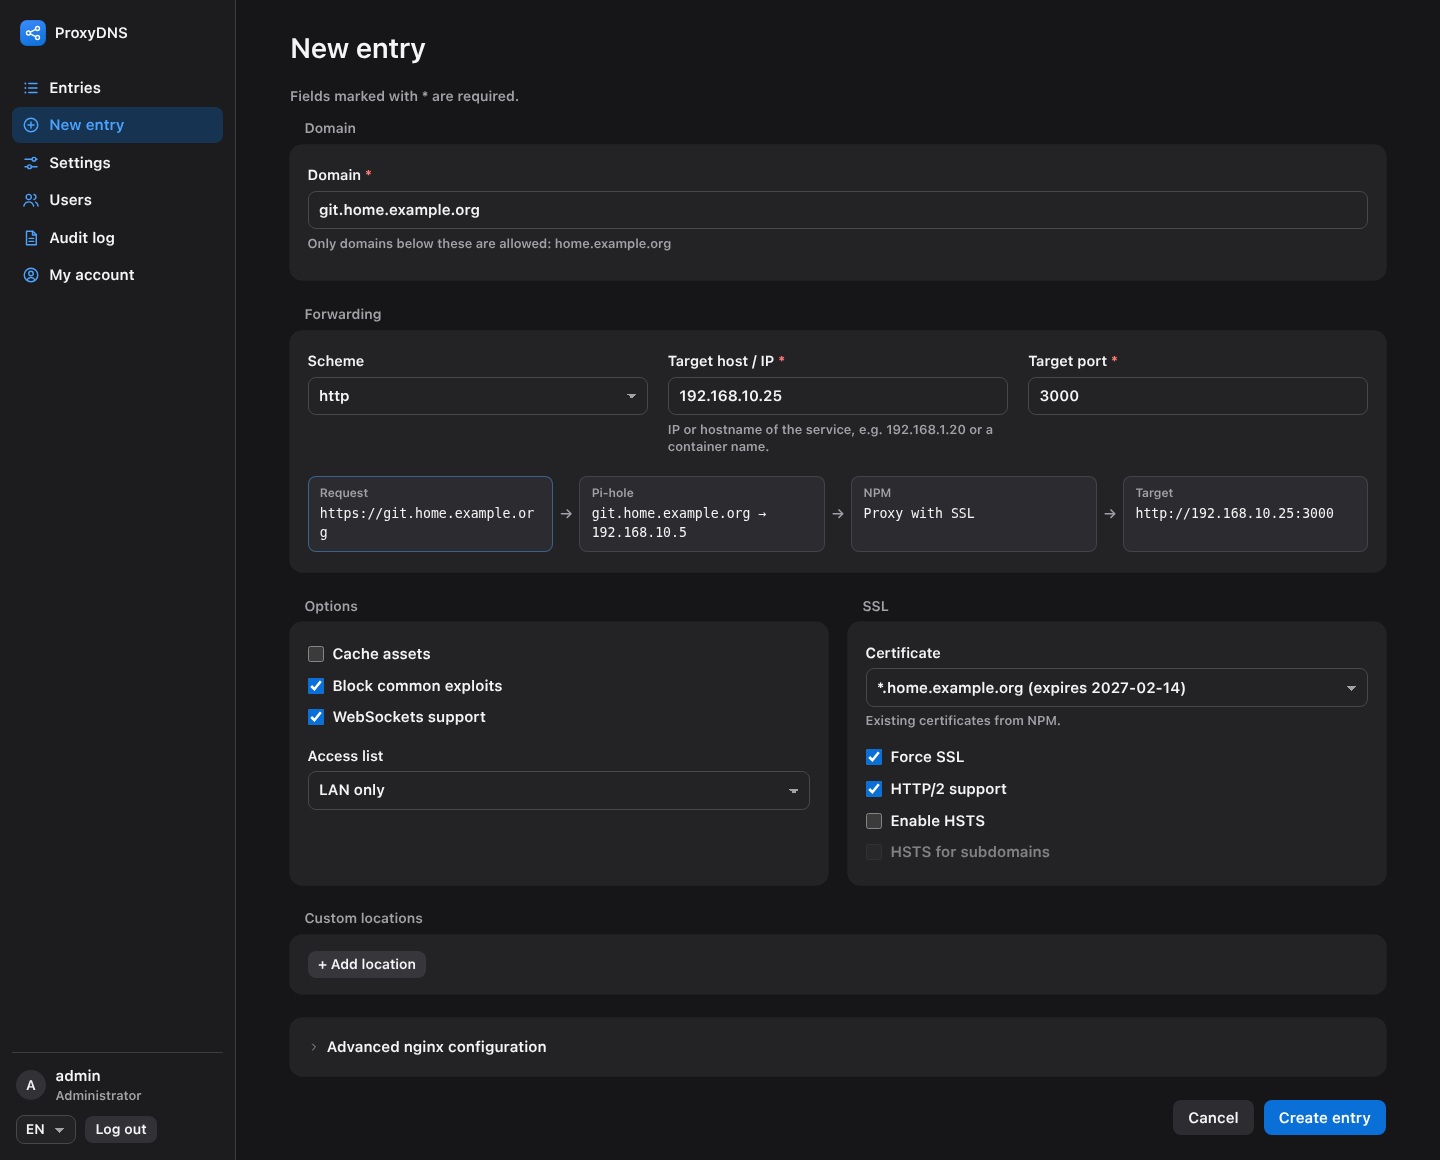 ProxyDNS
Entries
New entry
Settings
Users
Audit log
My account
A
admin
Administrator
EN
Log out
New entry
Fields marked with * are required.
Domain
Domain *
git.home.example.org
Only domains below these are allowed: home.example.org
Forwarding
Scheme
http
Target host / IP *
192.168.10.25
IP or hostname of the service, e.g. 192.168.1.20 or a
container name.
Target port *
3000
Request
https://git.home.example.or
g
→
Pi-hole
git.home.example.org →
192.168.10.5
→
NPM
Proxy with SSL
→
Target
http://192.168.10.25:3000
Options
Cache assets
Block common exploits
WebSockets support
Access list
LAN only
SSL
Certificate
*.home.example.org (expires 2027-02-14)
Existing certificates from NPM.
Force SSL
HTTP/2 support
Enable HSTS
HSTS for subdomains
Custom locations
+ Add location
Advanced nginx configuration
Cancel
Create entry